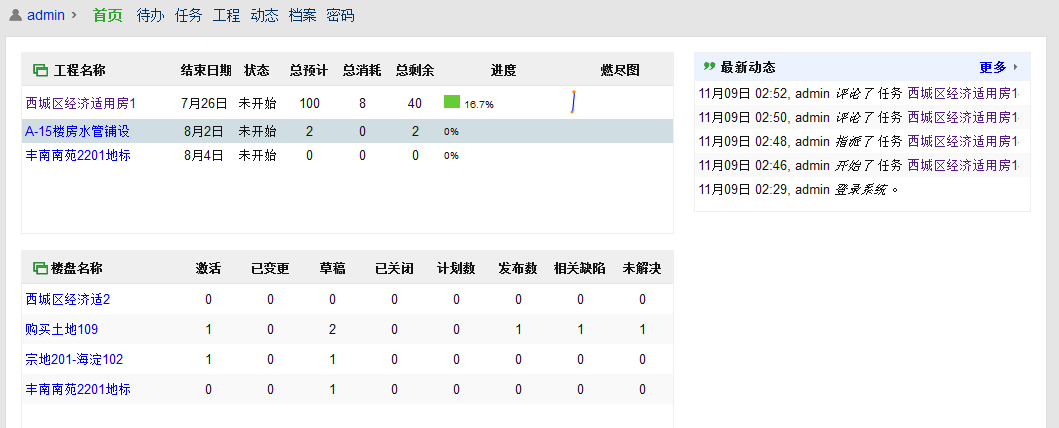 admin › 首页 待办 任务 工程 动态 档案 密码
工程名称 结束日期 状态 总预计 总消耗 总剩余 进度 燃尽图
西城区经济适用房1 7月26日 未开始 100 8 40 16.7%
A-15楼房水管铺设 8月2日 未开始 2 0 2 0%
丰南南苑2201地标 8月4日 未开始 0 0 0 0%
最新动态 更多
11月09日 02:52, admin 评论了 任务 西城区经济适用房1
11月09日 02:50, admin 评论了 任务 西城区经济适用房1
11月09日 02:48, admin 指派了 任务 西城区经济适用房1
11月09日 02:46, admin 开始了 任务 西城区经济适用房1
11月09日 02:29, admin 登录系统 。
楼盘名称 激活 已变更 草稿 已关闭 计划数 发布数 相关缺陷 未解决
西城区经济适2 0 0 0 0 0 0 0 0
购买土地109 1 0 2 0 0 1 1 1
宗地201-海淀102 1 0 1 0 0 0 0 0
丰南南苑2201地标 0 0 1 0 0 0 0 0